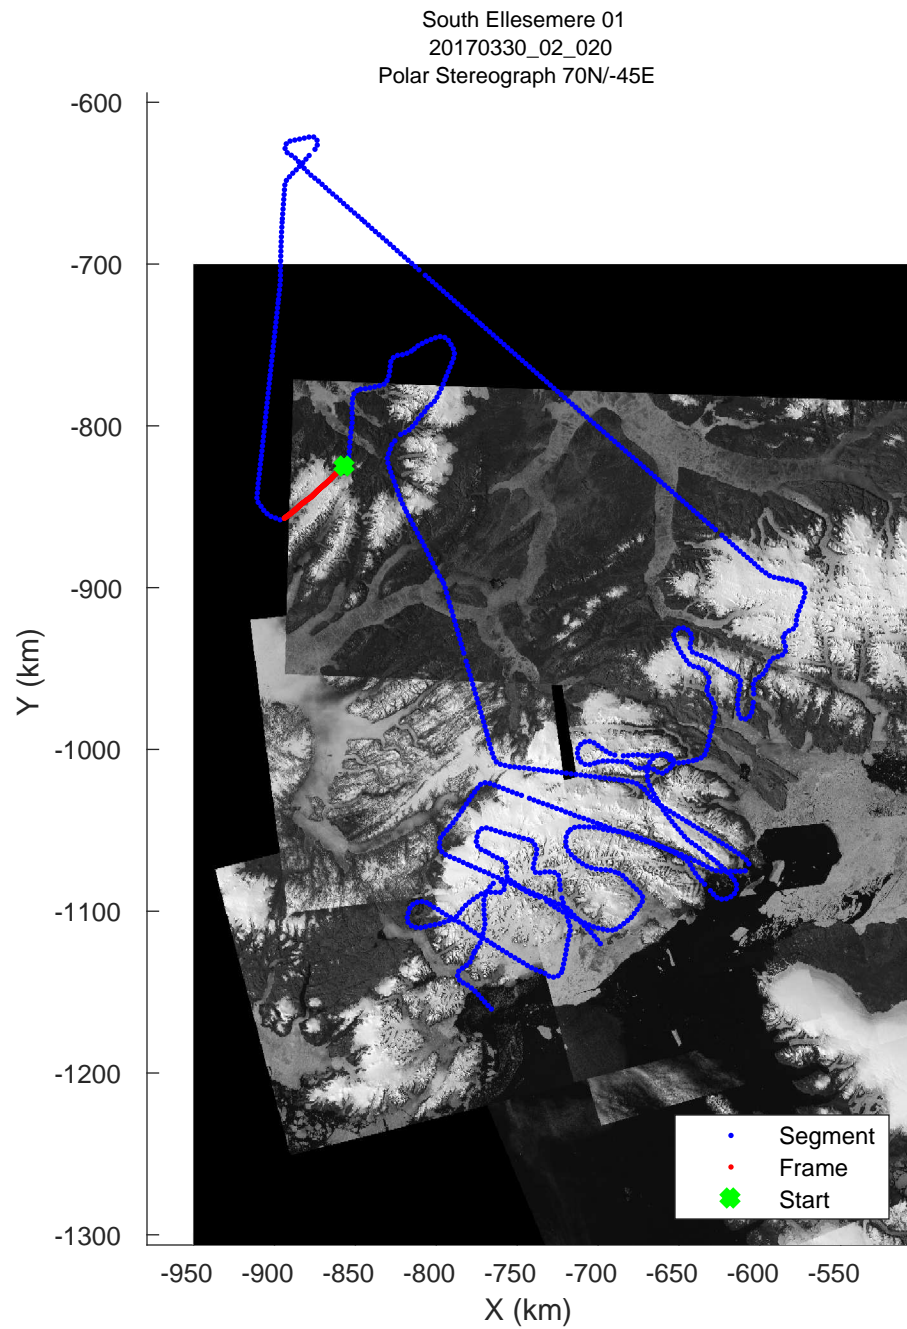 South Ellesemere 01
20170330_02_020
Polar Stereograph 70N/-45E
-600
-700
-800
-900
-1000
-1100
-1200
-1300
Y (km)
Segment
Frame
Start
-950 -900 -850 -800 -750 -700 -650 -600 -550
X (km)